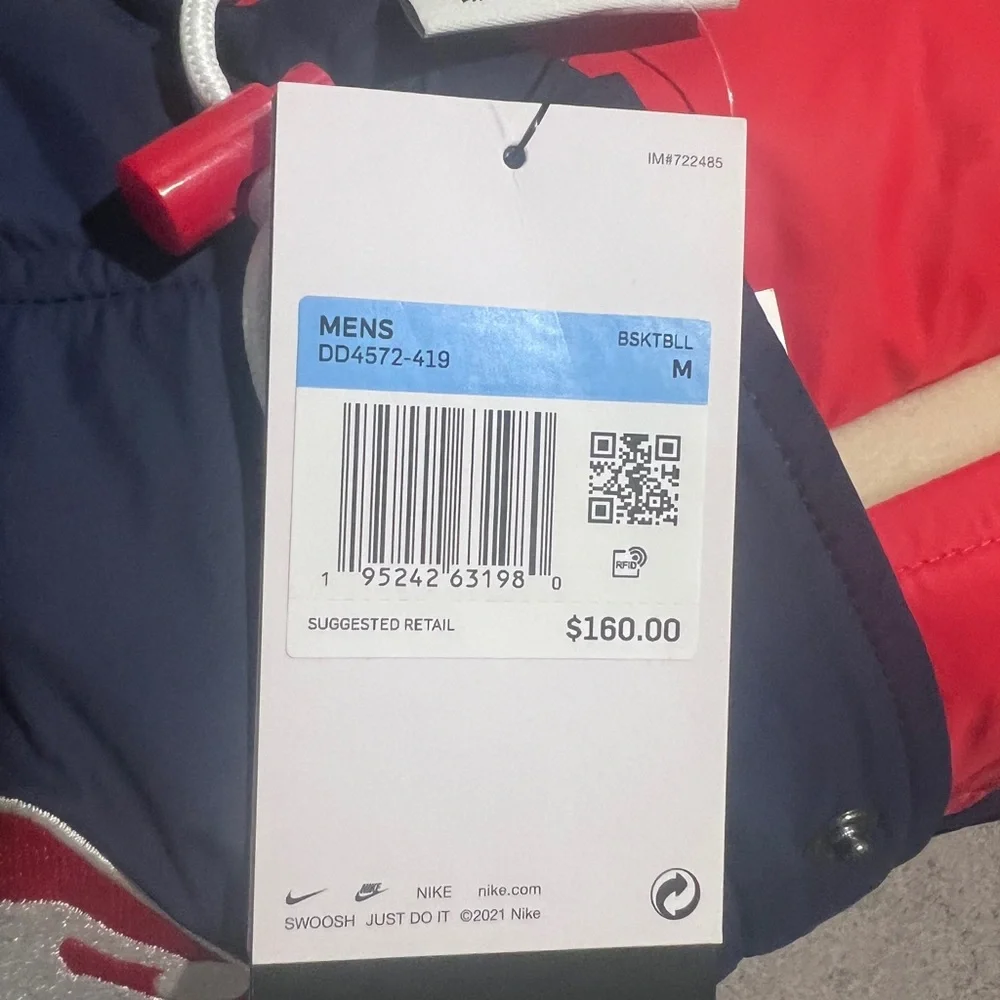 IM#722485
MENS BSKTBLL
DD4572-419 M
1 95242 63198 0
RFID
SUGGESTED RETAIL $160.00
NIKE NIKE nike.com
SWOOSH JUST DO IT ©2021 Nike